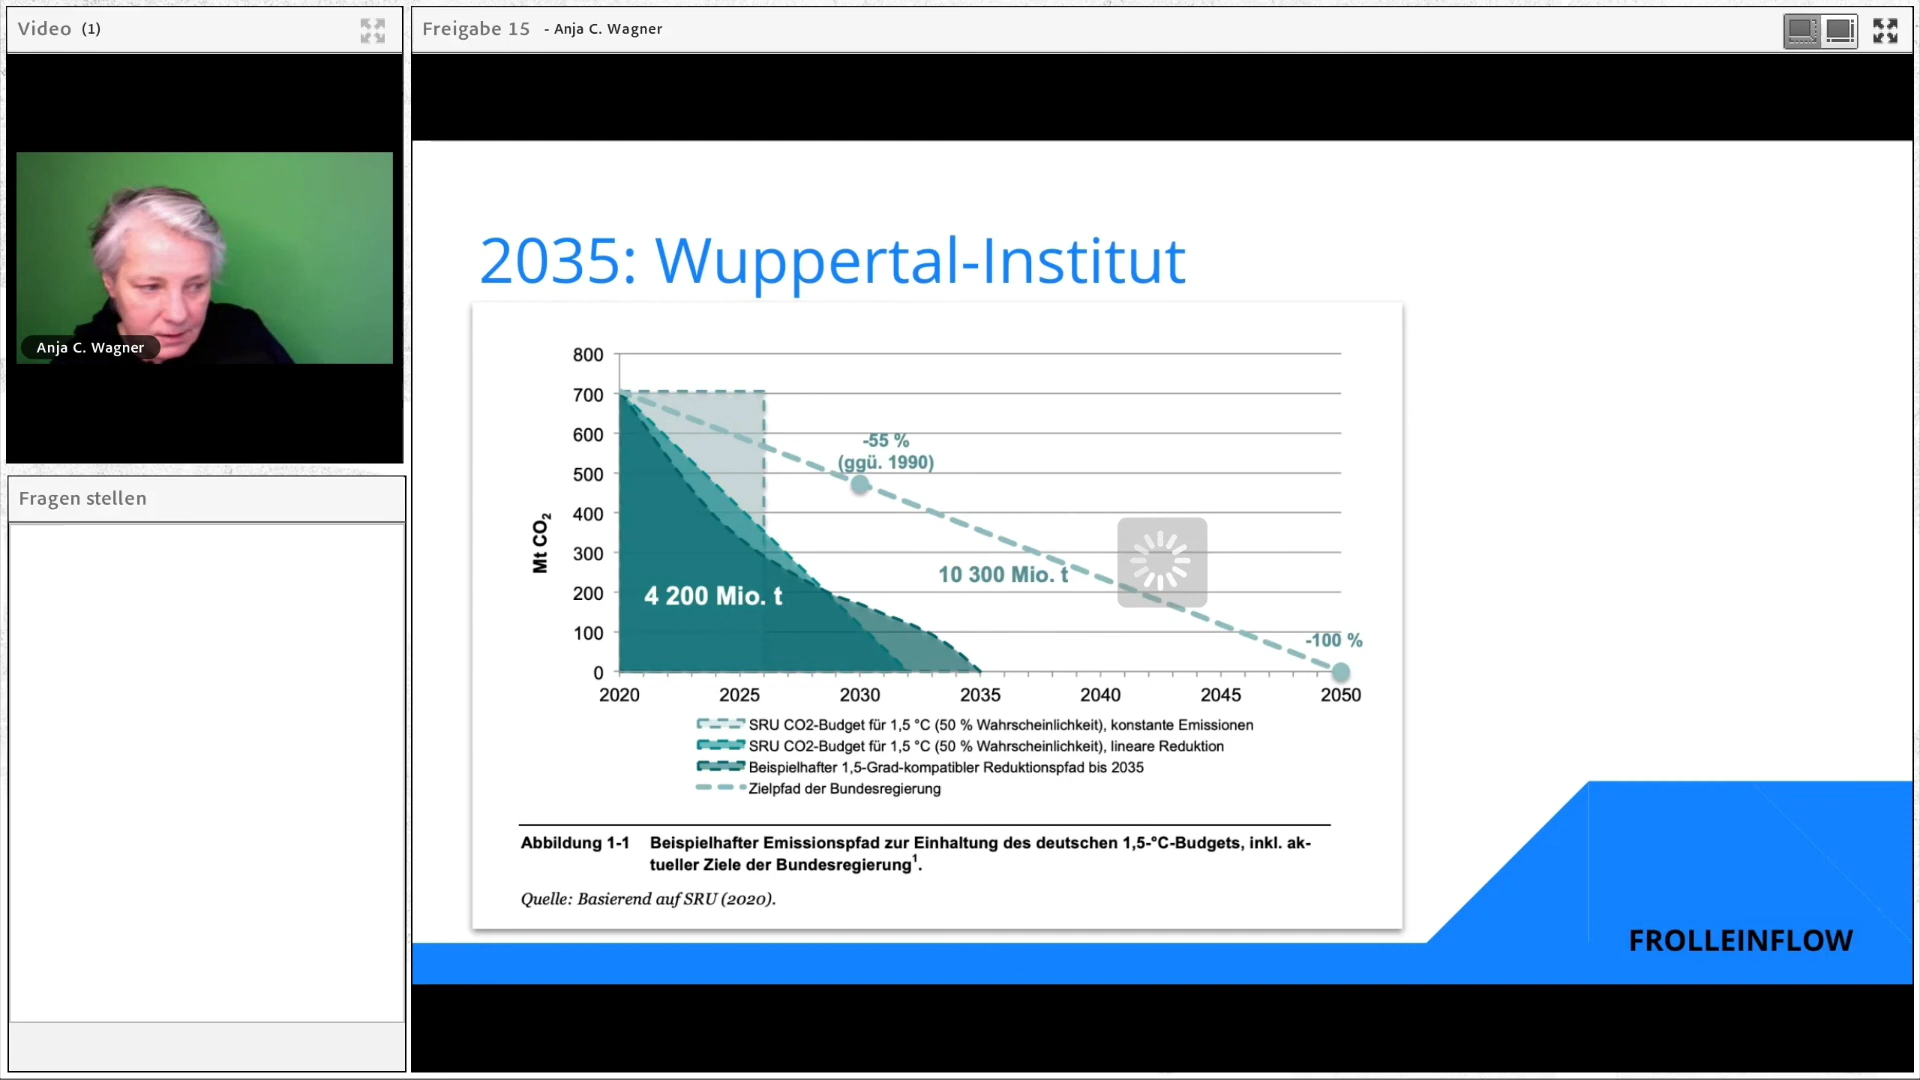 Video (1)
Anja C. Wagner
Fragen stellen
Freigabe 15 - Anja C. Wagner
2035: Wuppertal-Institut
800
700
600
500
400
300
200
100
0
Mt CO2
-55 %
(ggü. 1990)
10 300 Mio. t
4 200 Mio. t
-100 %
2020 2025 2030 2035 2040 2045 2050
SRU CO2-Budget für 1,5 °C (50 % Wahrscheinlichkeit), konstante Emissionen
SRU CO2-Budget für 1,5 °C (50 % Wahrscheinlichkeit), lineare Reduktion
Beispielhafter 1,5-Grad-kompatibler Reduktionspfad bis 2035
Zielpfad der Bundesregierung
Abbildung 1-1 Beispielhafter Emissionspfad zur Einhaltung des deutschen 1,5-°C-Budgets, inkl. ak-
tueller Ziele der Bundesregierung¹.
Quelle: Basierend auf SRU (2020).
FROLLEINFLOW